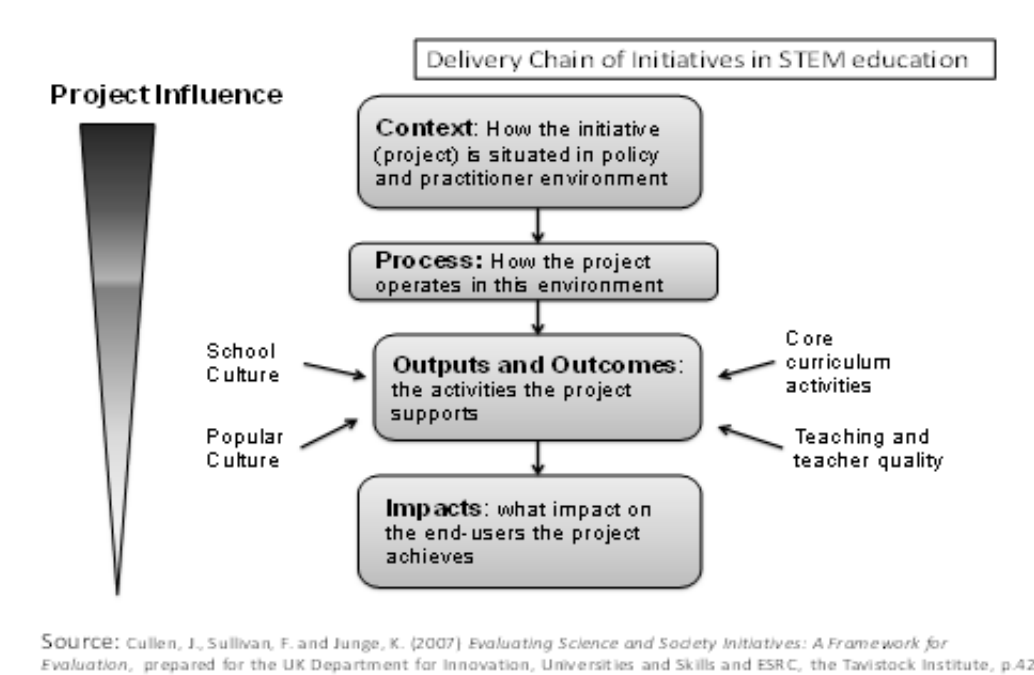 Delivery Chain of Initiatives in STEM education
Project Influence
Context: How the initiative
(project) is situated in policy
and practitioner environment
Process: How the project
operates in this environment
School
Culture
Popular
Culture
Outputs and Outcomes:
the activities the project
supports
Core
curriculum
activities
Teaching and
teacher quality
Impacts: what impact on
the end-users the project
achieves
Source: Cullen, J., Sullivan, F. and Junge, K. (2007) Evaluating Science and Society Initiatives: A Framework for
Evaluation, prepared for the UK Department for Innovation, Universities and Skills and ESRC, the Tavistock Institute, p.42